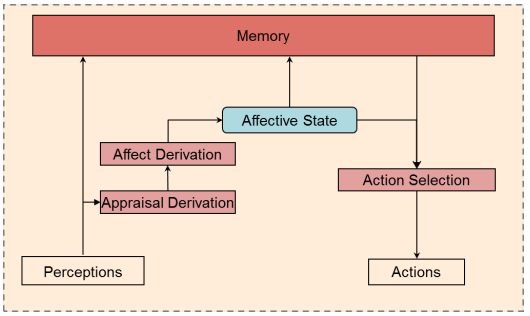 Memory
Affective State
Affect Derivation
Action Selection
Appraisal Derivation
Perceptions
Actions